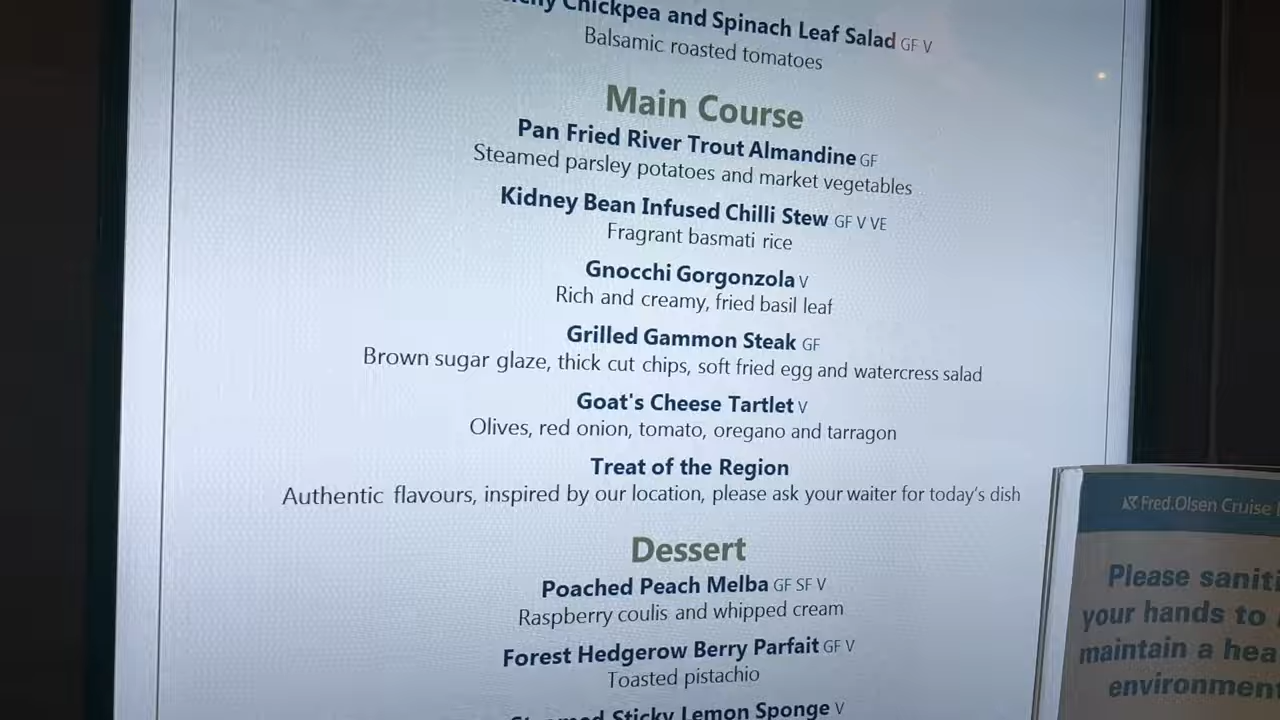 Chickpea and Spinach Leaf Salad GF V
Balsamic roasted tomatoes
Main Course
Pan Fried River Trout Almandine GF
Steamed parsley potatoes and market vegetables
Kidney Bean Infused Chilli Stew GF V VE
Fragrant basmati rice
Gnocchi Gorgonzola V
Rich and creamy, fried basil leaf
Grilled Gammon Steak GF
Brown sugar glaze, thick cut chips, soft fried egg and watercress salad
Goat's Cheese Tartlet V
Olives, red onion, tomato, oregano and tarragon
Treat of the Region
Authentic flavours, inspired by our location, please ask your waiter for today's dish
Dessert
Poached Peach Melba GF SF V
Raspberry coulis and whipped cream
Forest Hedgerow Berry Parfait GF V
Toasted pistachio
Sticky Lemon Sponge V
Fred.Olsen Cruise
Please
your hands to
maintain a